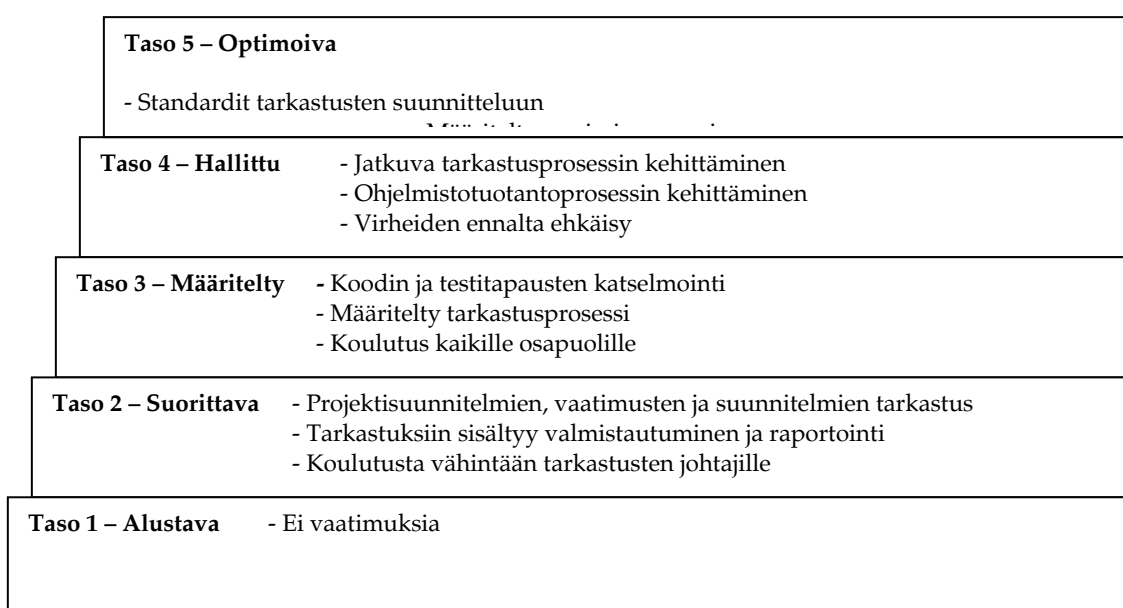 Taso 5 – Optimoiva
- Standardit tarkastusten suunnitteluun
Taso 4 – Hallittu - Jatkuva tarkastusprosessin kehittäminen
- Ohjelmistotuotantoprosessin kehittäminen
- Virheiden ennalta ehkäisy
Taso 3 – Määritelty - Koodin ja testitapausten katselmointi
- Määritelty tarkastusprosessi
- Koulutus kaikille osapuolille
Taso 2 – Suorittava - Projektisuunnitelmien, vaatimusten ja suunnitelmien tarkastus
- Tarkastuksiin sisältyy valmistautuminen ja raportointi
- Koulutusta vähintään tarkastusten johtajille
Taso 1 – Alustava - Ei vaatimuksia